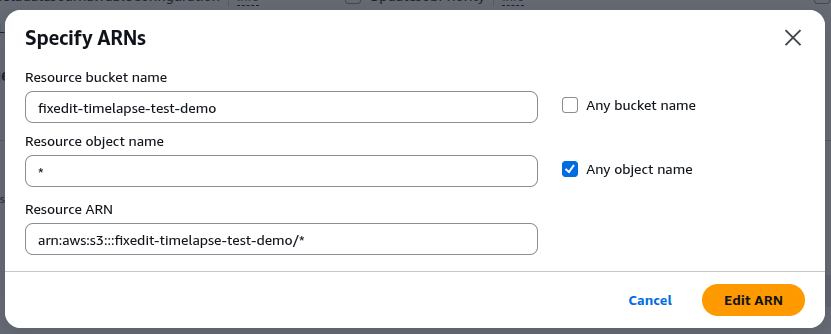 Specify ARNs
Resource bucket name
fixedit-timelapse-test-demo
Any bucket name
Resource object name
*
Any object name
Resource ARN
arn:aws:s3:::fixedit-timelapse-test-demo/*
Cancel
Edit ARN